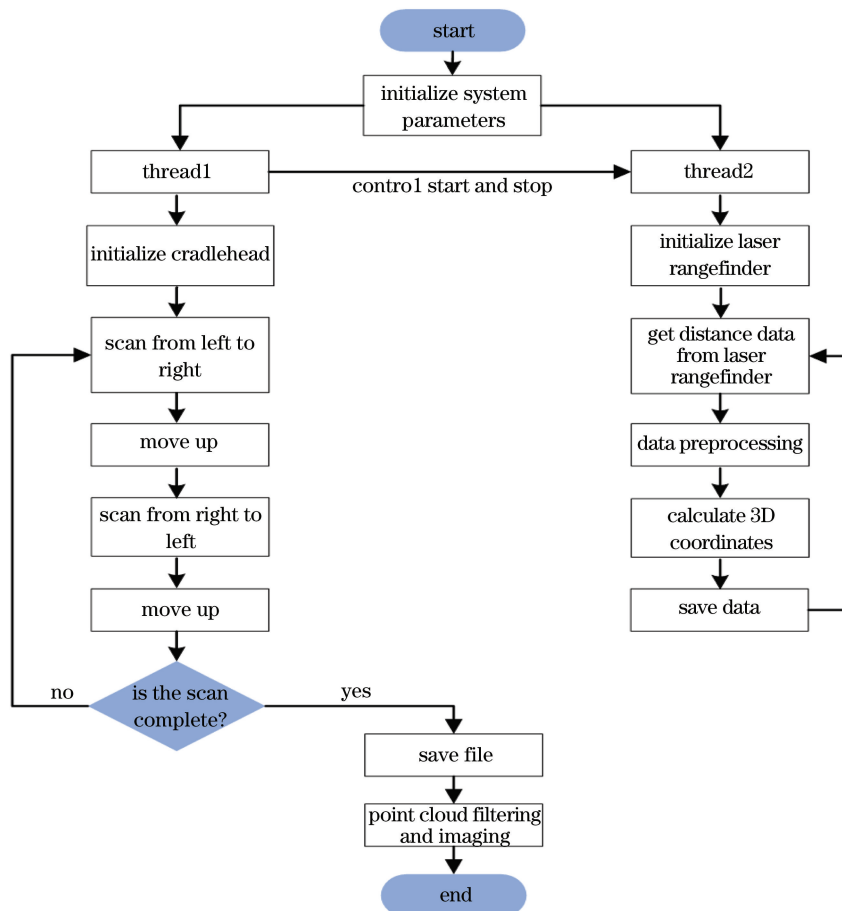 start
initialize system
parameters
thread1
contro1 start and stop
thread2
initialize cradlehead
initialize laser
rangefinder
scan from left to
right
get distance data
from laser
rangefinder
move up
data preprocessing
scan from right to
left
calculate 3D
coordinates
move up
save data
no
is the scan
complete?
yes
save file
point cloud filtering
and imaging
end